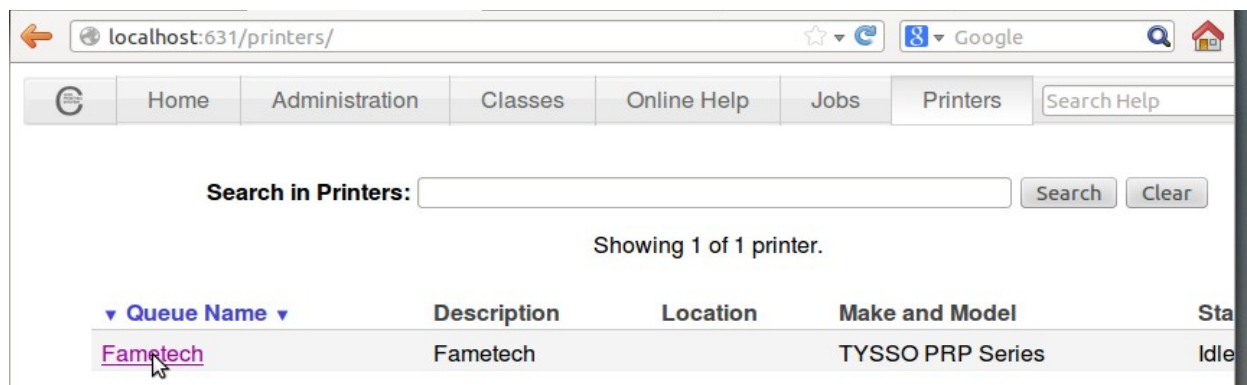 localhost:631/printers/ Google
Home Administration Classes Online Help Jobs Printers Search Help
Search in Printers: Search Clear
Showing 1 of 1 printer.
▼ Queue Name ▼ Description Location Make and Model Sta
Fametech Fametech TYSSO PRP Series Idle